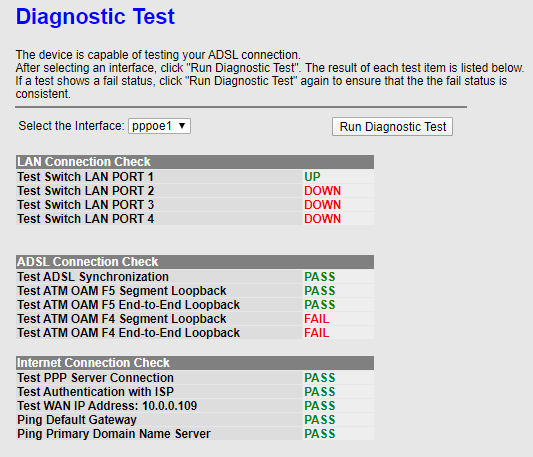 Diagnostic Test
The device is capable of testing your ADSL connection.
After selecting an interface, click "Run Diagnostic Test". The result of each test item is listed below.
If a test shows a fail status, click "Run Diagnostic Test" again to ensure that the the fail status is
consistent.
Select the Interface: pppoe1 Run Diagnostic Test
LAN Connection Check
Test Switch LAN PORT 1 UP
Test Switch LAN PORT 2 DOWN
Test Switch LAN PORT 3 DOWN
Test Switch LAN PORT 4 DOWN
ADSL Connection Check
Test ADSL Synchronization PASS
Test ATM OAM F5 Segment Loopback PASS
Test ATM OAM F5 End-to-End Loopback PASS
Test ATM OAM F4 Segment Loopback FAIL
Test ATM OAM F4 End-to-End Loopback FAIL
Internet Connection Check
Test PPP Server Connection PASS
Test Authentication with ISP PASS
Test WAN IP Address: 10.0.0.109 PASS
Ping Default Gateway PASS
Ping Primary Domain Name Server PASS